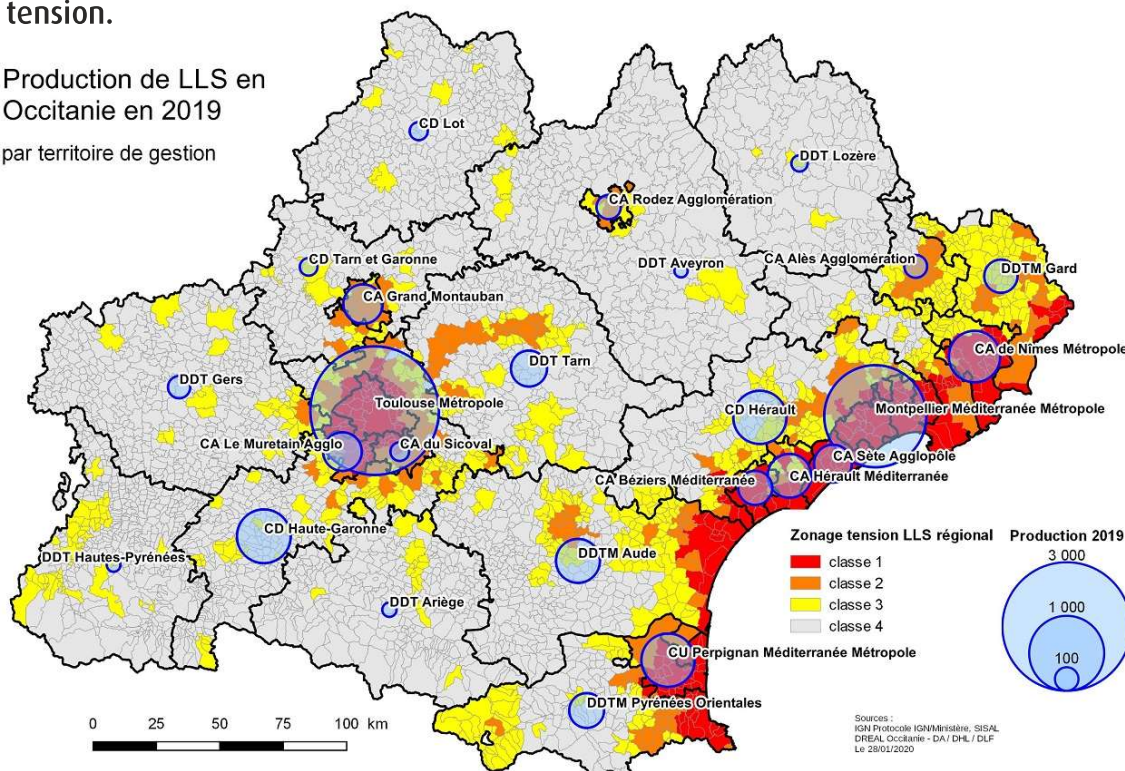 tension.
Production de LLS en
Occitanie en 2019
par territoire de gestion
CD Lot
DDT Lozère
CA Rodez Agglomération
CD Tarn et Garonne
DDT Aveyron
CA Alès Agglomération
DDTM Gard
CA Grand Montauban
CA de Nîmes Métropole
DDT Tarn
DDT Gers
Toulouse Métropole
CD Hérault
Montpellier Méditerranée Métropole
CA Le Muretain Agglo
CA du Sicoval
CA Sète Agglopôle
CA Béziers Méditerranée
CA Hérault Méditerranée
CD Haute-Garonne
DDT Hautes-Pyrénées
DDTM Aude
DDT Ariège
CU Perpignan Méditerranée Métropole
DDTM Pyrénées Orientales
Zonage tension LLS régional
classe 1
classe 2
classe 3
classe 4
Production 2019
3 000
1 000
100
0 25 50 75 100 km
Sources :
IGN Protocole IGN/Ministère, SISAL
DREAL Occitanie - DA / DHL / DLF
Le 28/01/2020